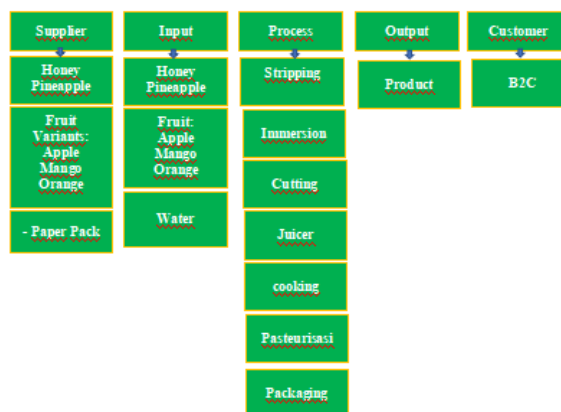 Supplier
Input
Process
Output
Customer
Honey
Pineapple
Fruit
Variants:
Apple
Mango
Orange
- Paper Pack
Honey
Pineapple
Fruit:
Apple
Mango
Orange
Water
Stripping
Immersion
Cutting
Juicer
cooking
Pasteurisasi
Packaging
Product
B2C